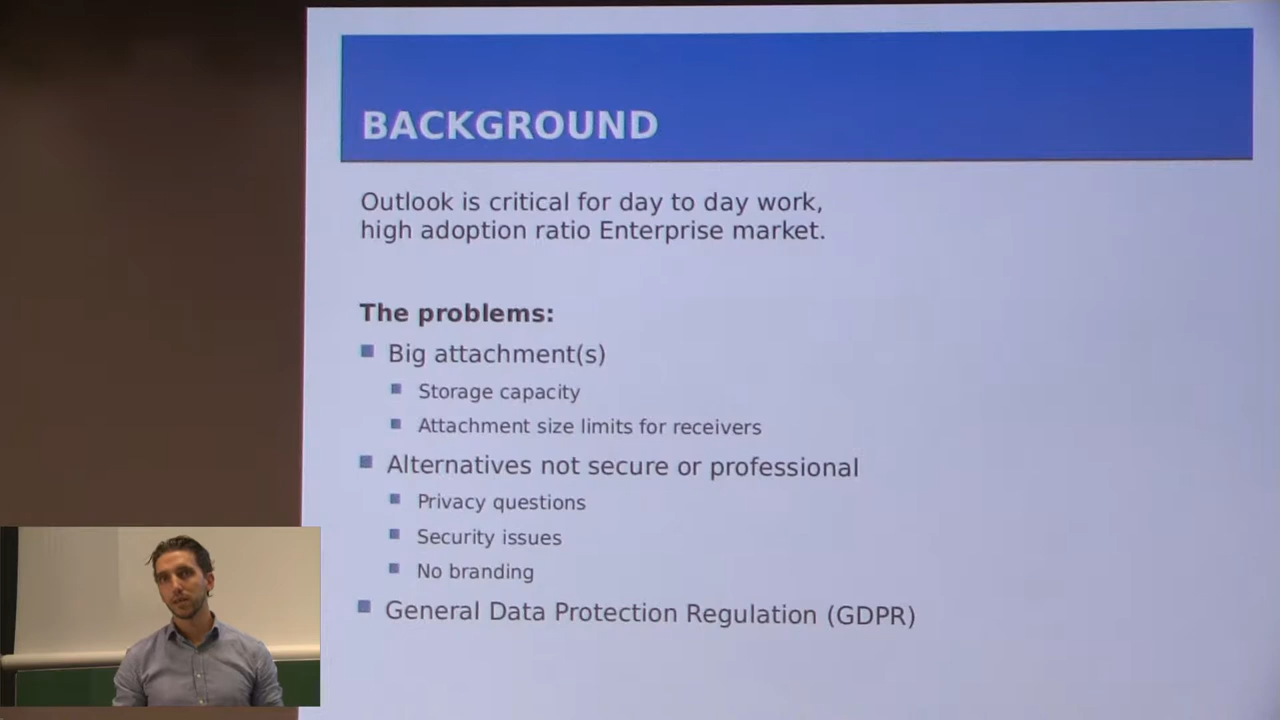 BACKGROUND
Outlook is critical for day to day work,
high adoption ratio Enterprise market.
The problems:
Big attachment(s)
Storage capacity
Attachment size limits for receivers
Alternatives not secure or professional
Privacy questions
Security issues
No branding
General Data Protection Regulation (GDPR)